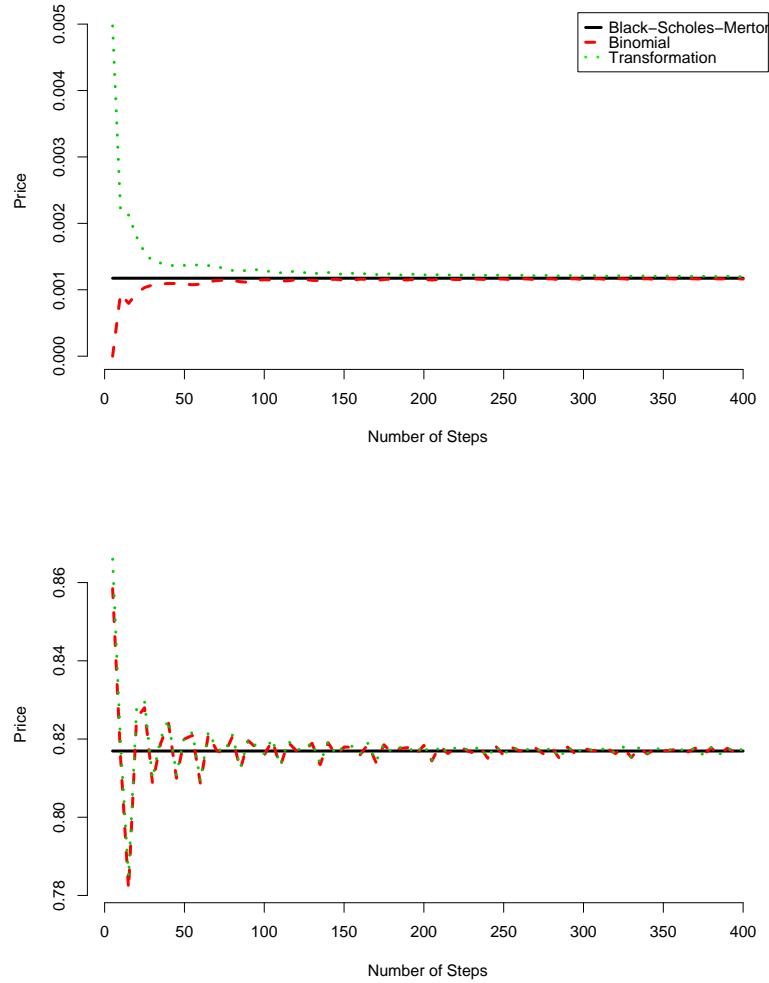 Black−Scholes−Merton
Binomial
Transformation
Price
0.005
0.004
0.003
0.002
0.001
0.000
0 50 100 150 200 250 300 350 400
Number of Steps
Price
0.86
0.84
0.82
0.80
0.78
0 50 100 150 200 250 300 350 400
Number of Steps